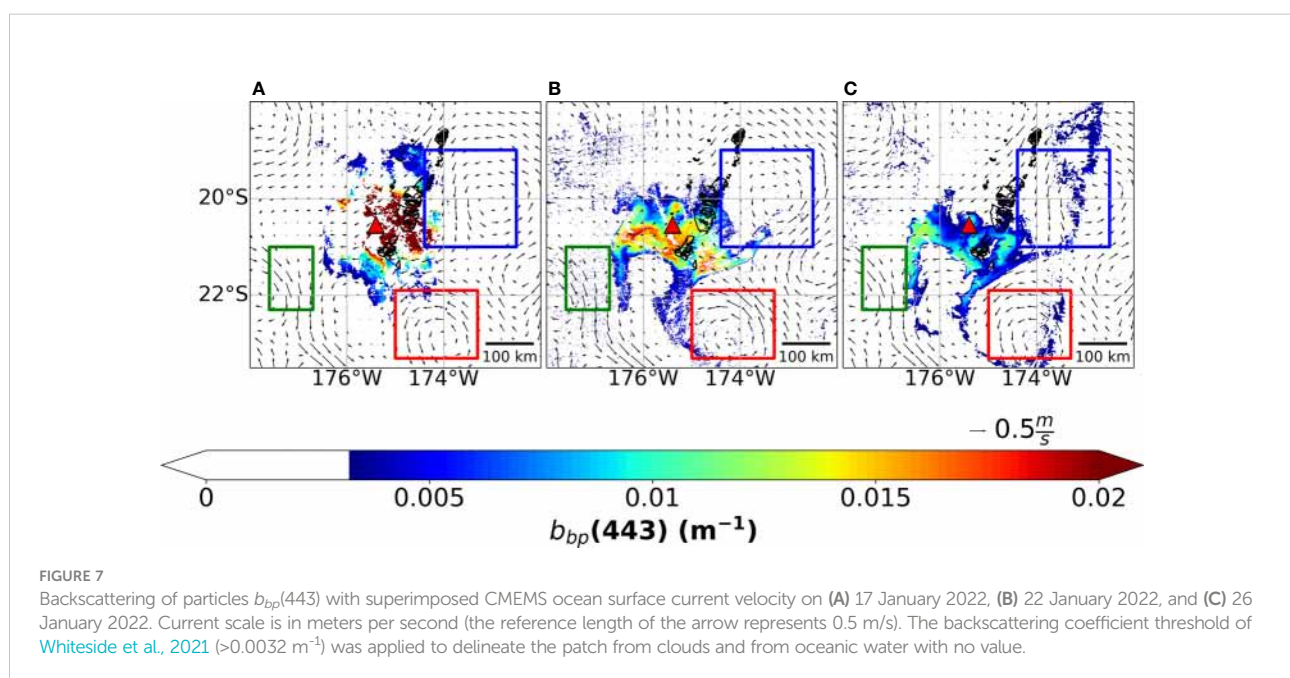 A B C
20°S
22°S
100 km 100 km 100 km
176°W 174°W 176°W 174°W 176°W 174°W
– 0.5 m/s
0 0.005 0.01 0.015 0.02
b_bp(443) (m⁻¹)
FIGURE 7
Backscattering of particles b_bp(443) with superimposed CMEMS ocean surface current velocity on (A) 17 January 2022, (B) 22 January 2022, and (C) 26
January 2022. Current scale is in meters per second (the reference length of the arrow represents 0.5 m/s). The backscattering coefficient threshold of
Whiteside et al., 2021 (>0.0032 m⁻¹) was applied to delineate the patch from clouds and from oceanic water with no value.